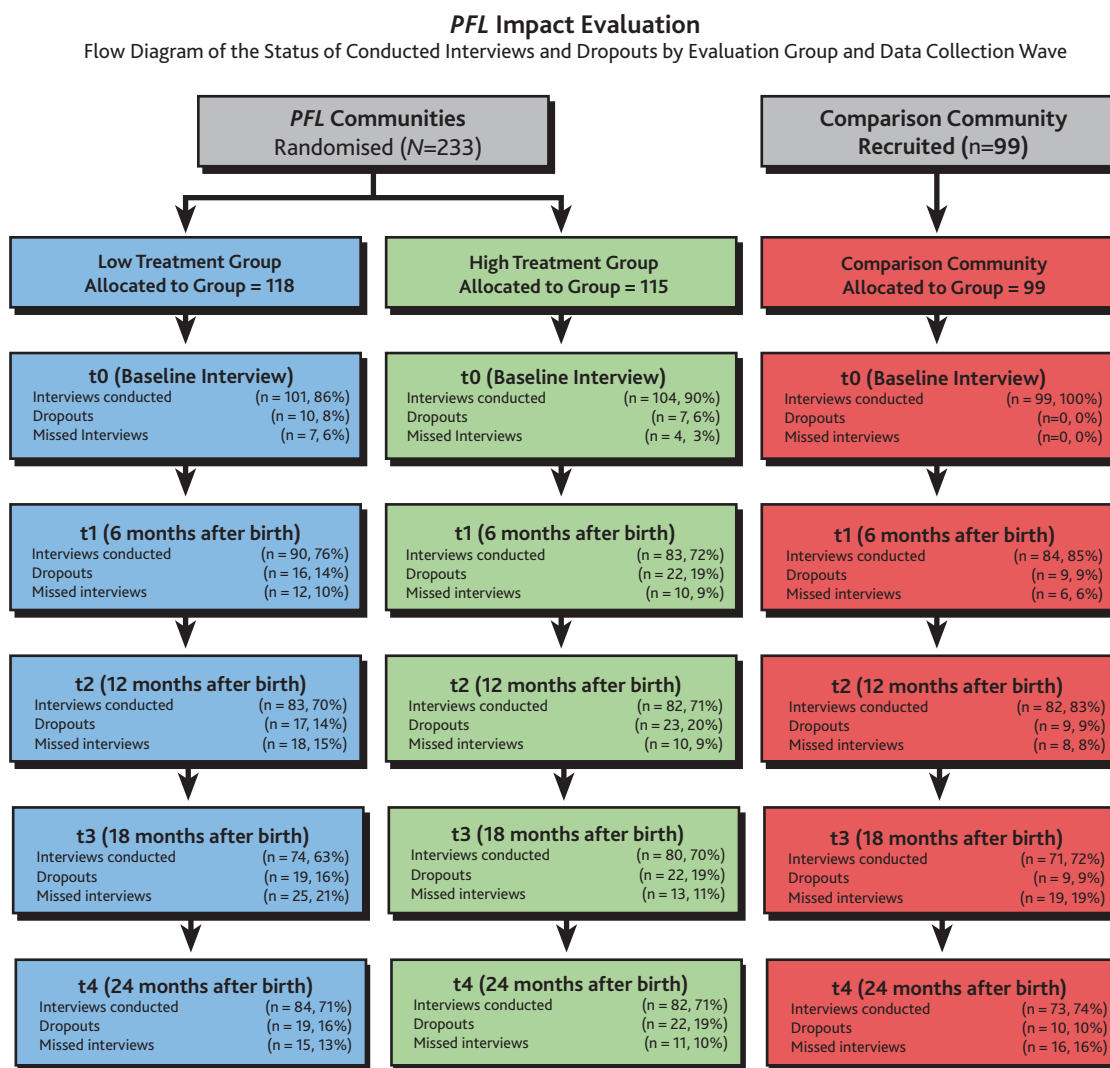 PFL Impact Evaluation
Flow Diagram of the Status of Conducted Interviews and Dropouts by Evaluation Group and Data Collection Wave
PFL Communities
Randomised (N=233)
Comparison Community
Recruited (n=99)
Low Treatment Group
Allocated to Group = 118
High Treatment Group
Allocated to Group = 115
Comparison Community
Allocated to Group = 99
t0 (Baseline Interview)
Interviews conducted (n = 101, 86%)
Dropouts (n = 10, 8%)
Missed Interviews (n = 7, 6%)
t0 (Baseline Interview)
Interviews conducted (n = 104, 90%)
Dropouts (n = 7, 6%)
Missed Interviews (n = 4, 3%)
t0 (Baseline Interview)
Interviews conducted (n = 99, 100%)
Dropouts (n=0, 0%)
Missed interviews (n=0, 0%)
t1 (6 months after birth)
Interviews conducted (n = 90, 76%)
Dropouts (n = 16, 14%)
Missed interviews (n = 12, 10%)
t1 (6 months after birth)
Interviews conducted (n = 83, 72%)
Dropouts (n = 22, 19%)
Missed interviews (n = 10, 9%)
t1 (6 months after birth)
Interviews conducted (n = 84, 85%)
Dropouts (n = 9, 9%)
Missed interviews (n = 6, 6%)
t2 (12 months after birth)
Interviews conducted (n = 83, 70%)
Dropouts (n = 17, 14%)
Missed interviews (n = 18, 15%)
t2 (12 months after birth)
Interviews conducted (n = 82, 71%)
Dropouts (n = 23, 20%)
Missed interviews (n = 10, 9%)
t2 (12 months after birth)
Interviews conducted (n = 82, 83%)
Dropouts (n = 9, 9%)
Missed interviews (n = 8, 8%)
t3 (18 months after birth)
Interviews conducted (n = 74, 63%)
Dropouts (n = 19, 16%)
Missed interviews (n = 25, 21%)
t3 (18 months after birth)
Interviews conducted (n = 80, 70%)
Dropouts (n = 22, 19%)
Missed interviews (n = 13, 11%)
t3 (18 months after birth)
Interviews conducted (n = 71, 72%)
Dropouts (n = 9, 9%)
Missed interviews (n = 19, 19%)
t4 (24 months after birth)
Interviews conducted (n = 84, 71%)
Dropouts (n = 19, 16%)
Missed interviews (n = 15, 13%)
t4 (24 months after birth)
Interviews conducted (n = 82, 71%)
Dropouts (n = 22, 19%)
Missed interviews (n = 11, 10%)
t4 (24 months after birth)
Interviews conducted (n = 73, 74%)
Dropouts (n = 10, 10%)
Missed interviews (n = 16, 16%)